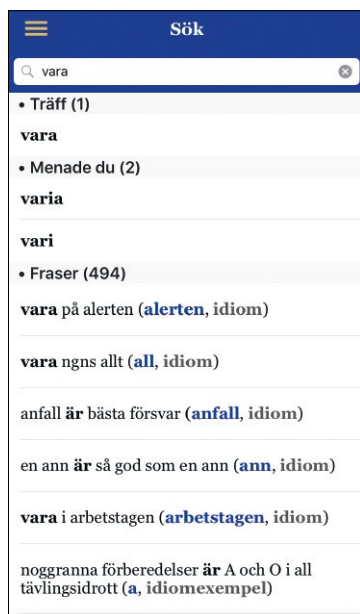 Sök
vara
• Träff (1)
vara
• Menade du (2)
varia
vari
• Fraser (494)
vara på alerten (alerten, idiom)
vara ngns allt (all, idiom)
anfall är bästa försvar (anfall, idiom)
en ann är så god som en ann (ann, idiom)
vara i arbetstagen (arbetstagen, idiom)
noggranna förberedelser är A och O i all
tävlingsidrott (a, idiomexempel)